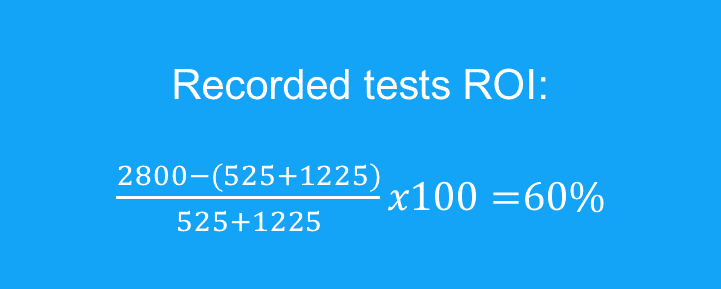 Recorded tests ROI:
2800−(525+1225)
525+1225
x100 =60%